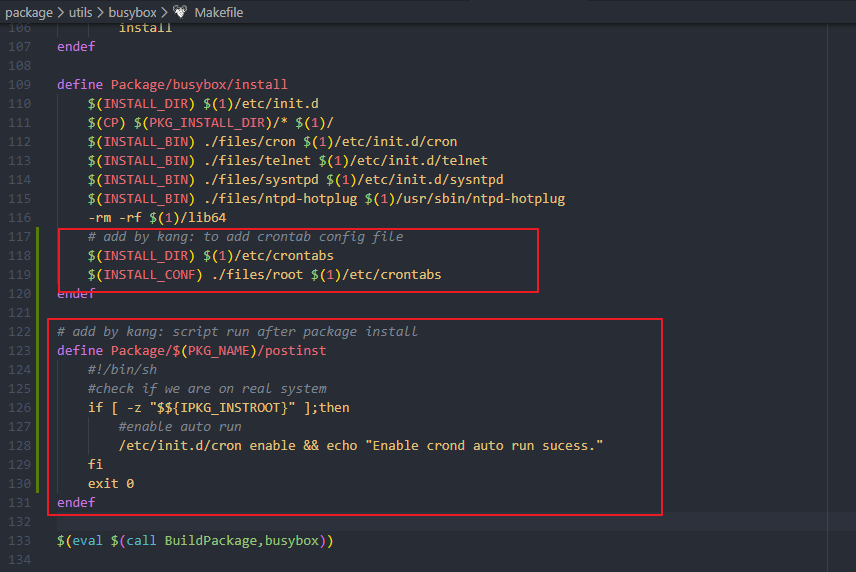 package > utils > busybox > Makefile
106 install
107 endef
108
109 define Package/busybox/install
110 $(INSTALL_DIR) $(1)/etc/init.d
111 $(CP) $(PKG_INSTALL_DIR)/* $(1)/
112 $(INSTALL_BIN) ./files/cron $(1)/etc/init.d/cron
113 $(INSTALL_BIN) ./files/telnet $(1)/etc/init.d/telnet
114 $(INSTALL_BIN) ./files/sysntpd $(1)/etc/init.d/sysntpd
115 $(INSTALL_BIN) ./files/ntpd-hotplug $(1)/usr/sbin/ntpd-hotplug
116 -rm -rf $(1)/lib64
117 # add by kang: to add crontab config file
118 $(INSTALL_DIR) $(1)/etc/crontabs
119 $(INSTALL_CONF) ./files/root $(1)/etc/crontabs
120 endef
121
122 # add by kang: script run after package install
123 define Package/$(PKG_NAME)/postinst
124 #!/bin/sh
125 #check if we are on real system
126 if [ -z "$${IPKG_INSTROOT}" ];then
127 #enable auto run
128 /etc/init.d/cron enable && echo "Enable crond auto run sucess."
129 fi
130 exit 0
131 endef
132
133 $(eval $(call BuildPackage,busybox))
134